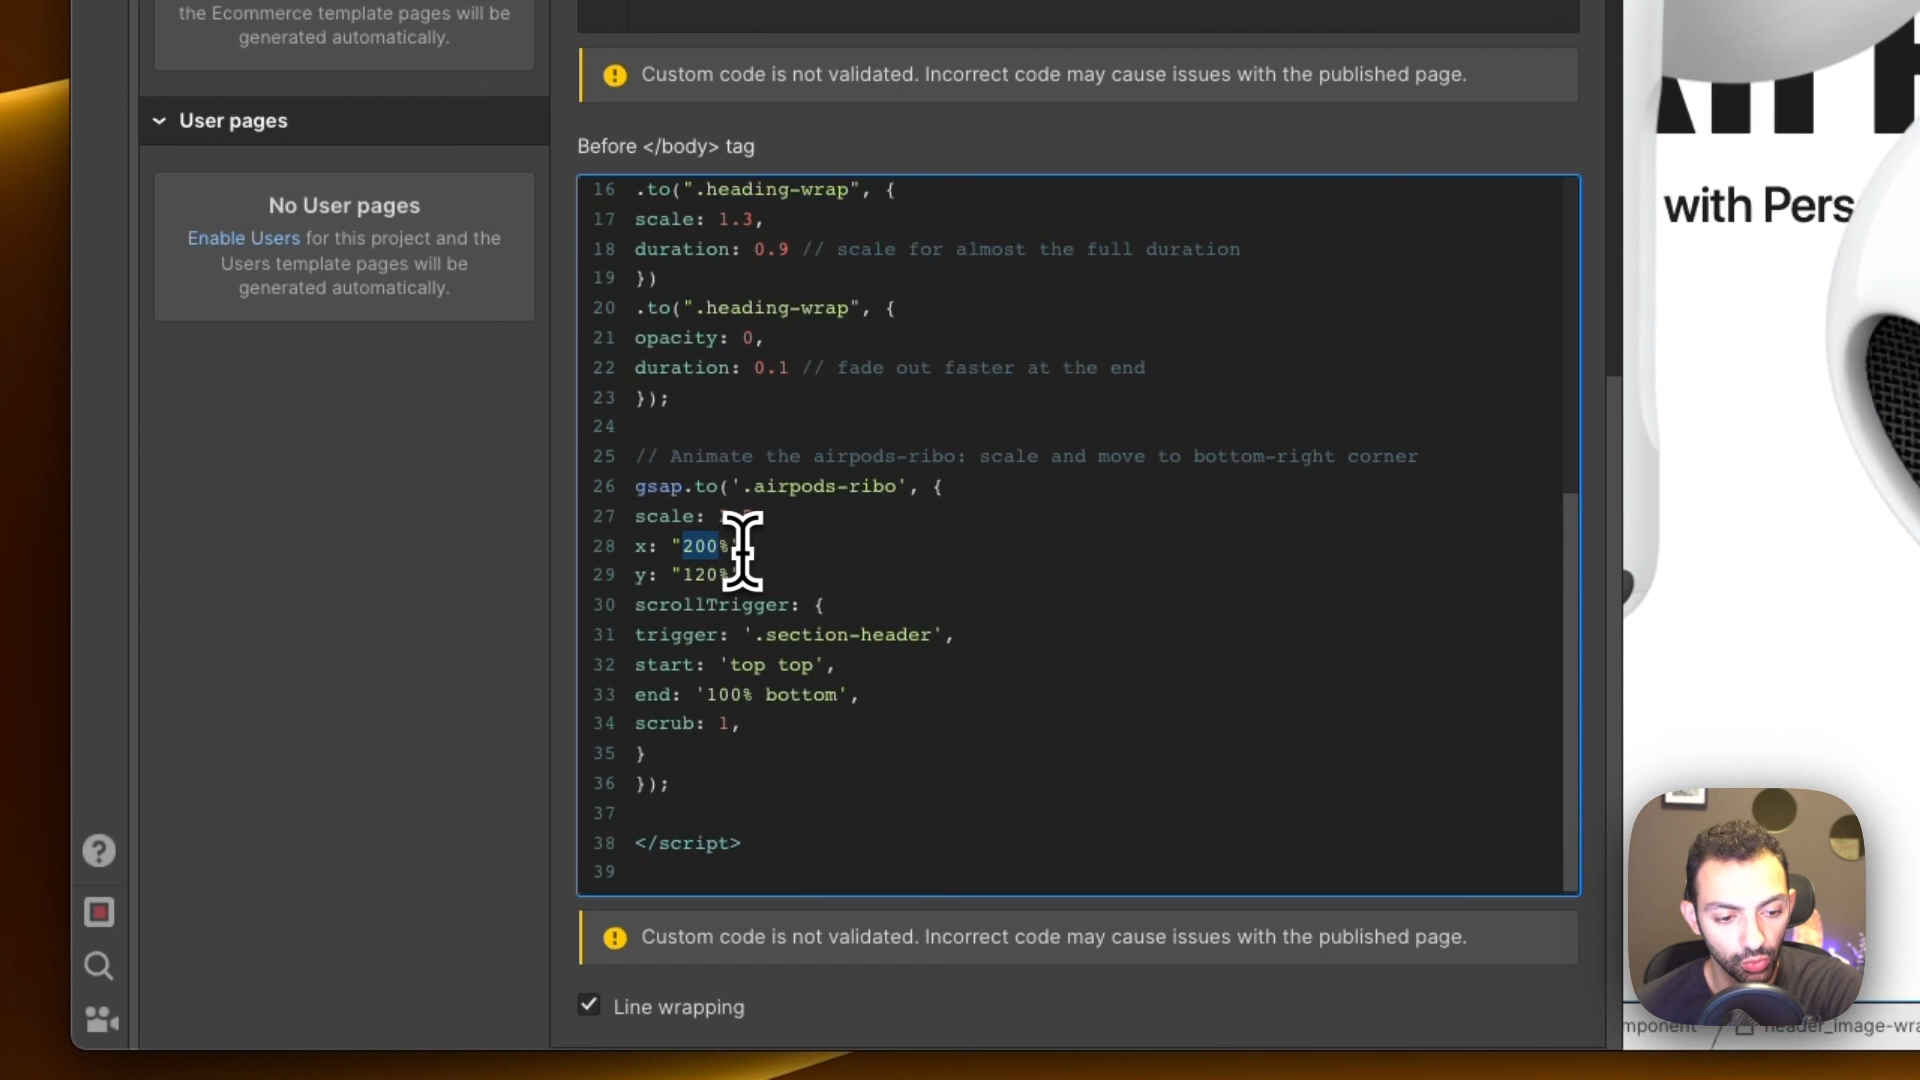 the Ecommerce template pages will be
generated automatically.
User pages
No User pages
Enable Users for this project and the
Users template pages will be
generated automatically.
Custom code is not validated. Incorrect code may cause issues with the published page.
Before </body> tag
16 .to(".heading-wrap", {
17 scale: 1.3,
18 duration: 0.9 // scale for almost the full duration
19 })
20 .to(".heading-wrap", {
21 opacity: 0,
22 duration: 0.1 // fade out faster at the end
23 });
24
25 // Animate the airpods-ribo: scale and move to bottom-right corner
26 gsap.to('.airpods-ribo', {
27 scale:
28 x: "200%
29 y: "120%
30 scrollTrigger: {
31 trigger: '.section-header',
32 start: 'top top',
33 end: '100% bottom',
34 scrub: 1,
35 }
36 });
37
38 </script>
39
Custom code is not validated. Incorrect code may cause issues with the published page.
Line wrapping
with Pers
mponent
header_image-wra